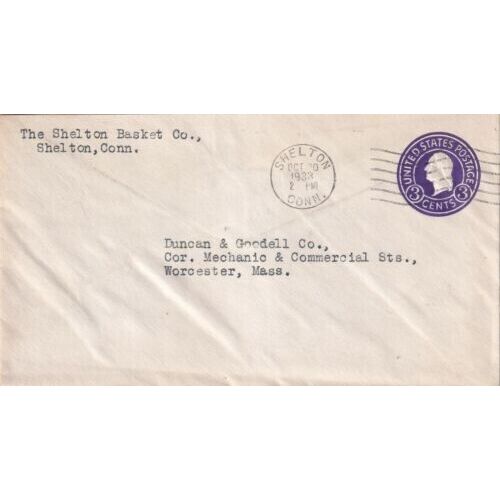 The Shelton Basket Co.,
Shelton, Conn.
SHELTON
OCT 20
1933
2 PM
CONN.
UNITED STATES POSTAGE
3 CENTS 3
Duncan & Goodell Co.,
Cor. Mechanic & Commercial Sts.,
Worcester, Mass.